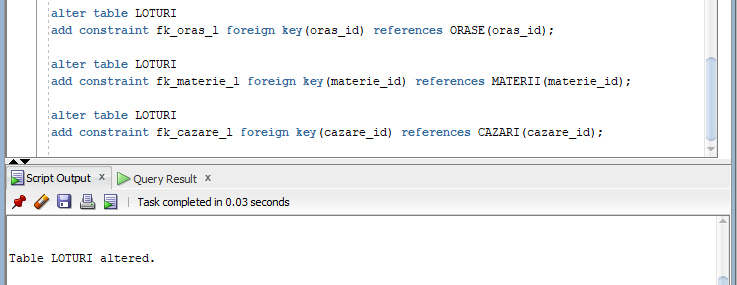 alter table LOTURI
add constraint fk_oras_l foreign key(oras_id) references ORASE(oras_id);
alter table LOTURI
add constraint fk_materie_l foreign key(materie_id) references MATERII(materie_id);
alter table LOTURI
add constraint fk_cazare_l foreign key(cazare_id) references CAZARI(cazare_id);
Script Output x Query Result x
Task completed in 0.03 seconds
Table LOTURI altered.